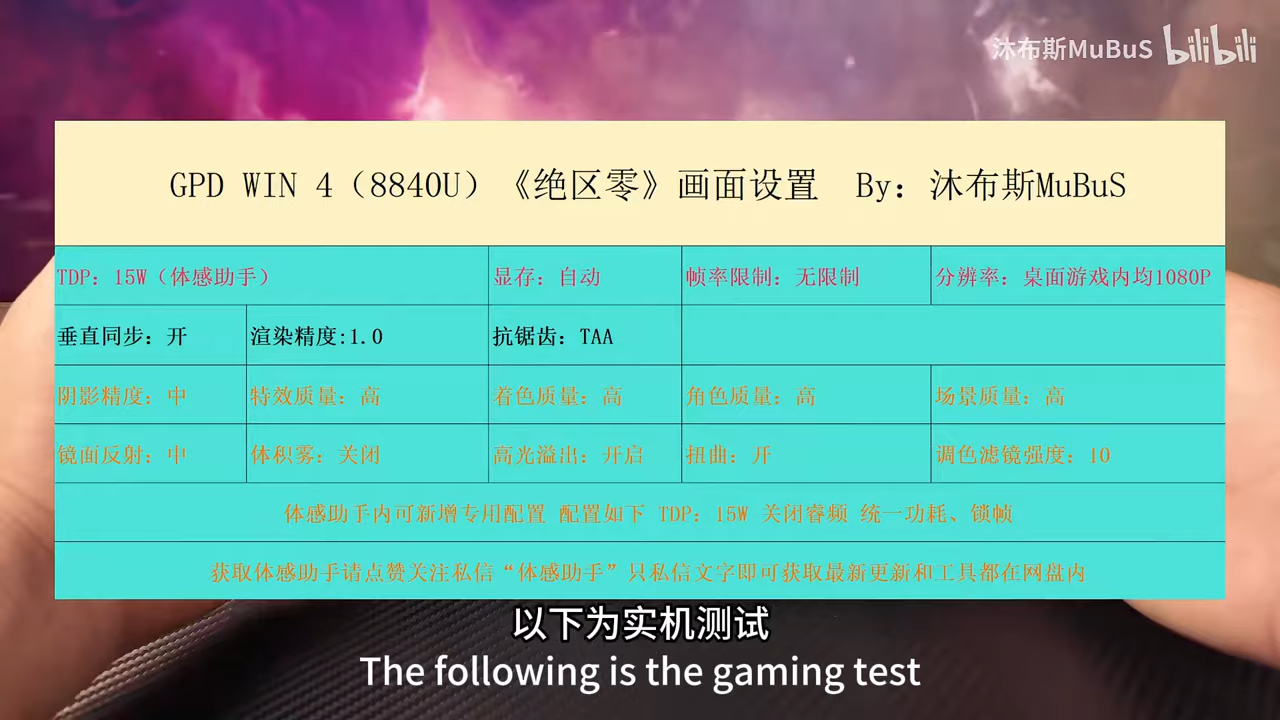 沐布斯MuBuS bilibili
GPD WIN 4（8840U）《绝区零》画面设置 By：沐布斯MuBuS
TDP：15W（体感助手） 显存：自动 帧率限制：无限制 分辨率：桌面游戏内均1080P
垂直同步：开 渲染精度:1.0 抗锯齿：TAA
阴影精度：中 特效质量：高 着色质量：高 角色质量：高 场景质量：高
镜面反射：中 体积雾：关闭 高光溢出：开启 扭曲：开 调色滤镜强度：10
体感助手内可新增专用配置 配置如下 TDP：15W 关闭睿频 统一功耗、锁帧
获取体感助手请点赞关注私信“体感助手”只私信文字即可获取最新更新和工具都在网盘内
以下为实机测试
The following is the gaming test